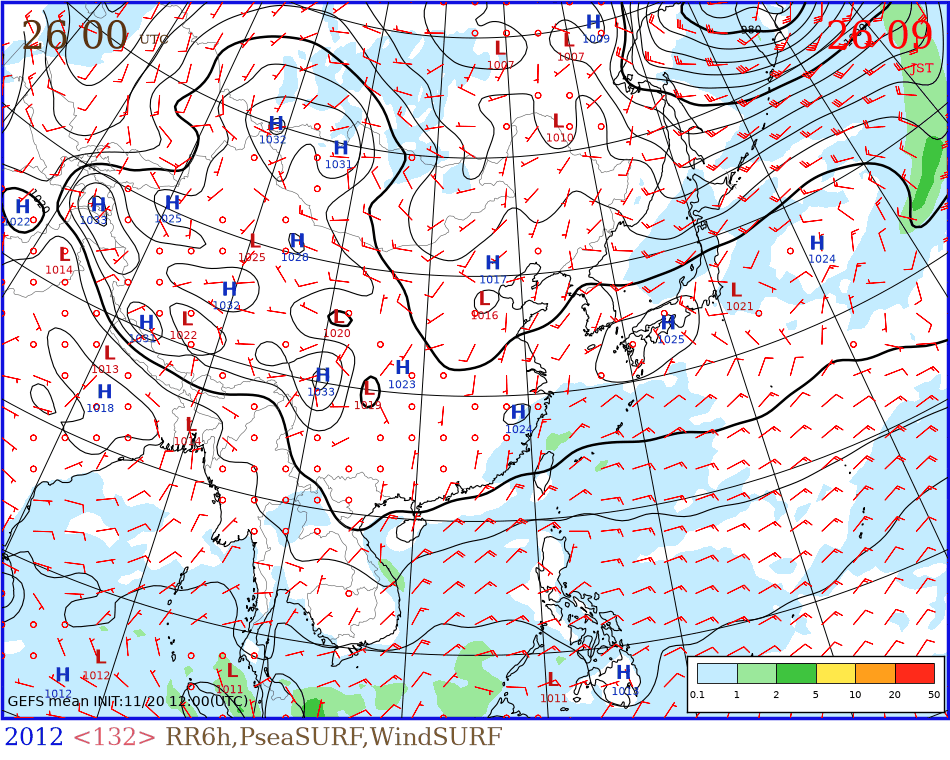 26 00 UTC
26 09
JST
H 1009
L 1007
L 1007
980
H 1032
L 1010
H 1031
1020
H 1022
H 1033
H 1025
L 1025
H 1028
H 1024
L 1014
H 1017
H 1032
L 1021
L 1016
H 1031
L 1022
L 1020
H 1025
L 1013
H 1033
H 1023
L 1019
H 1018
H 1024
L 1014
L 1012
H 1012
L 1011
L 1011
H 1013
GEFS mean INIT:11/20 12:00(UTC)
0.1 1 2 5 10 20 50
2012 <132> RR6h,PseaSURF,WindSURF